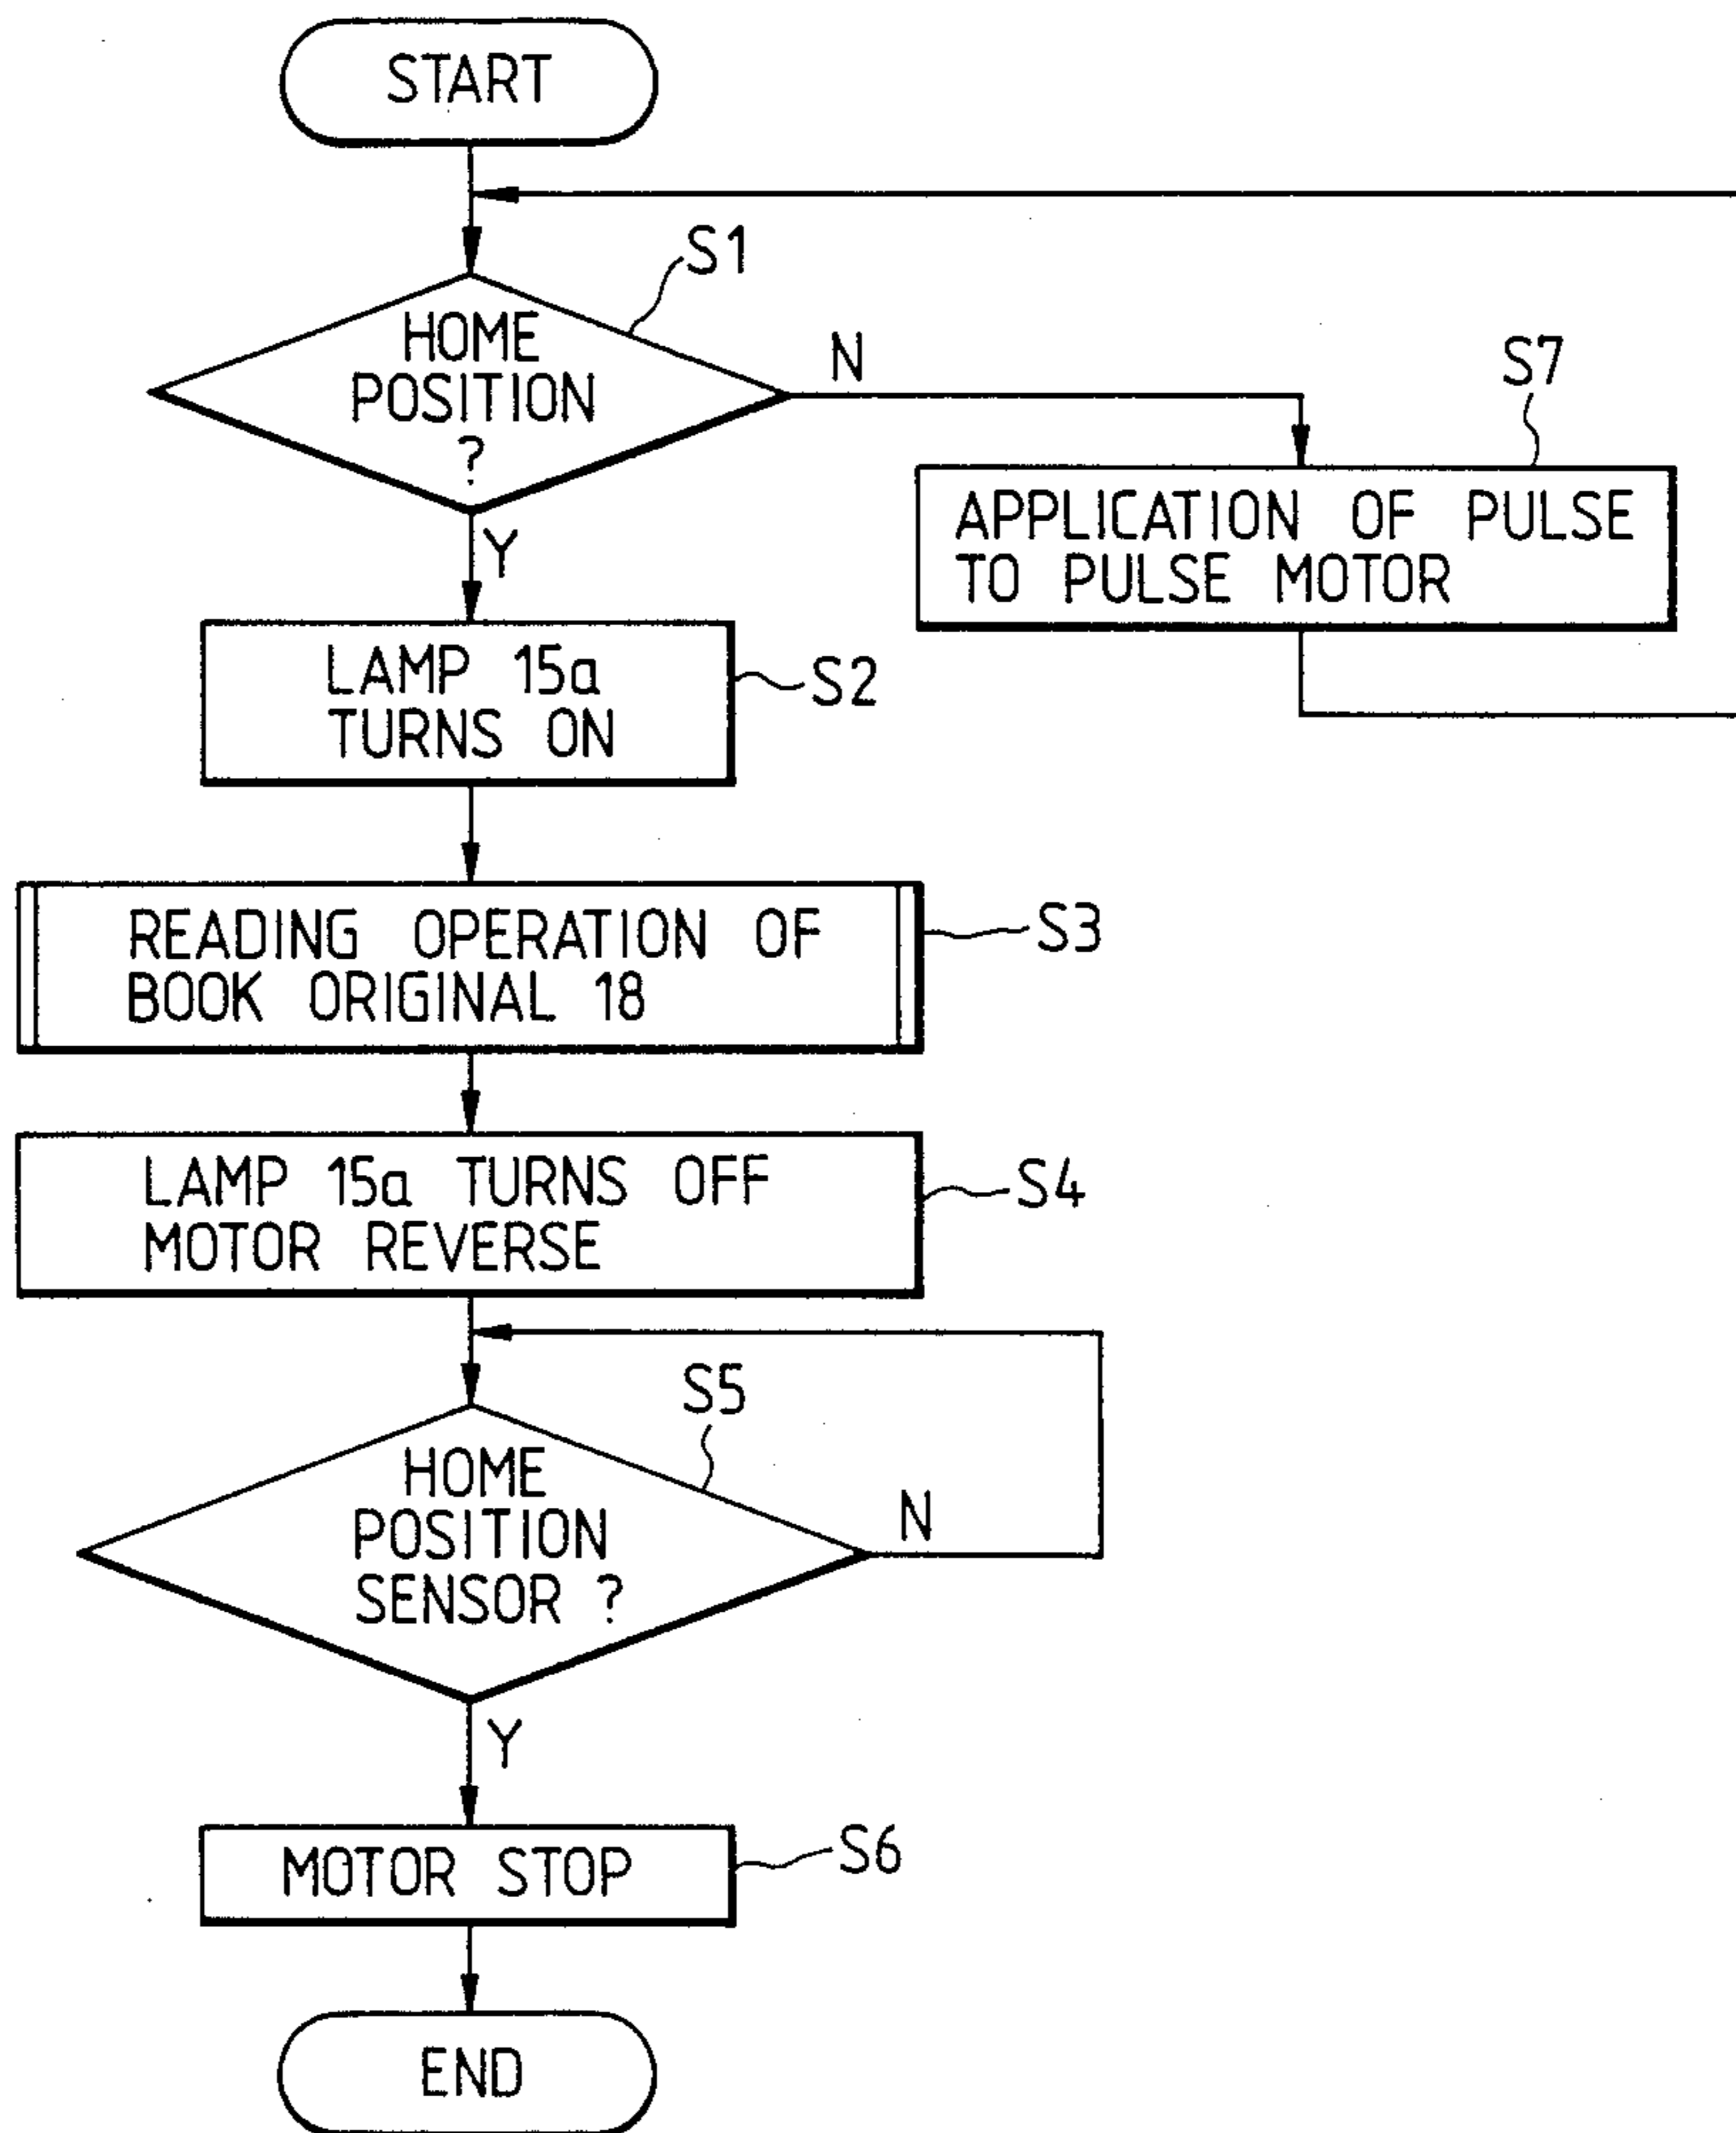 START
S1
HOME
POSITION
?
N
Y
S7
APPLICATION OF PULSE
TO PULSE MOTOR
LAMP 15a
TURNS ON
S2
READING OPERATION OF
BOOK ORIGINAL 18
S3
LAMP 15a TURNS OFF
MOTOR REVERSE
S4
S5
HOME
POSITION
SENSOR ?
N
Y
MOTOR STOP
S6
END